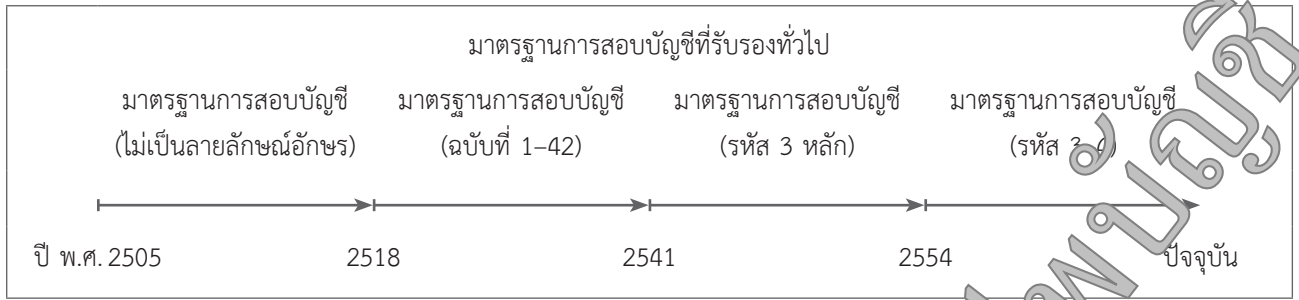 มาตรฐานการสอบบัญชีที่รับรองทั่วไป
มาตรฐานการสอบบัญชี มาตรฐานการสอบบัญชี มาตรฐานการสอบบัญชี มาตรฐานการสอบบัญชี
(ไม่เป็นลายลักษณ์อักษร) (ฉบับที่ 1–42) (รหัส 3 หลัก) (รหัส
ปี พ.ศ. 2505 2518 2541 2554 ปัจจุบัน